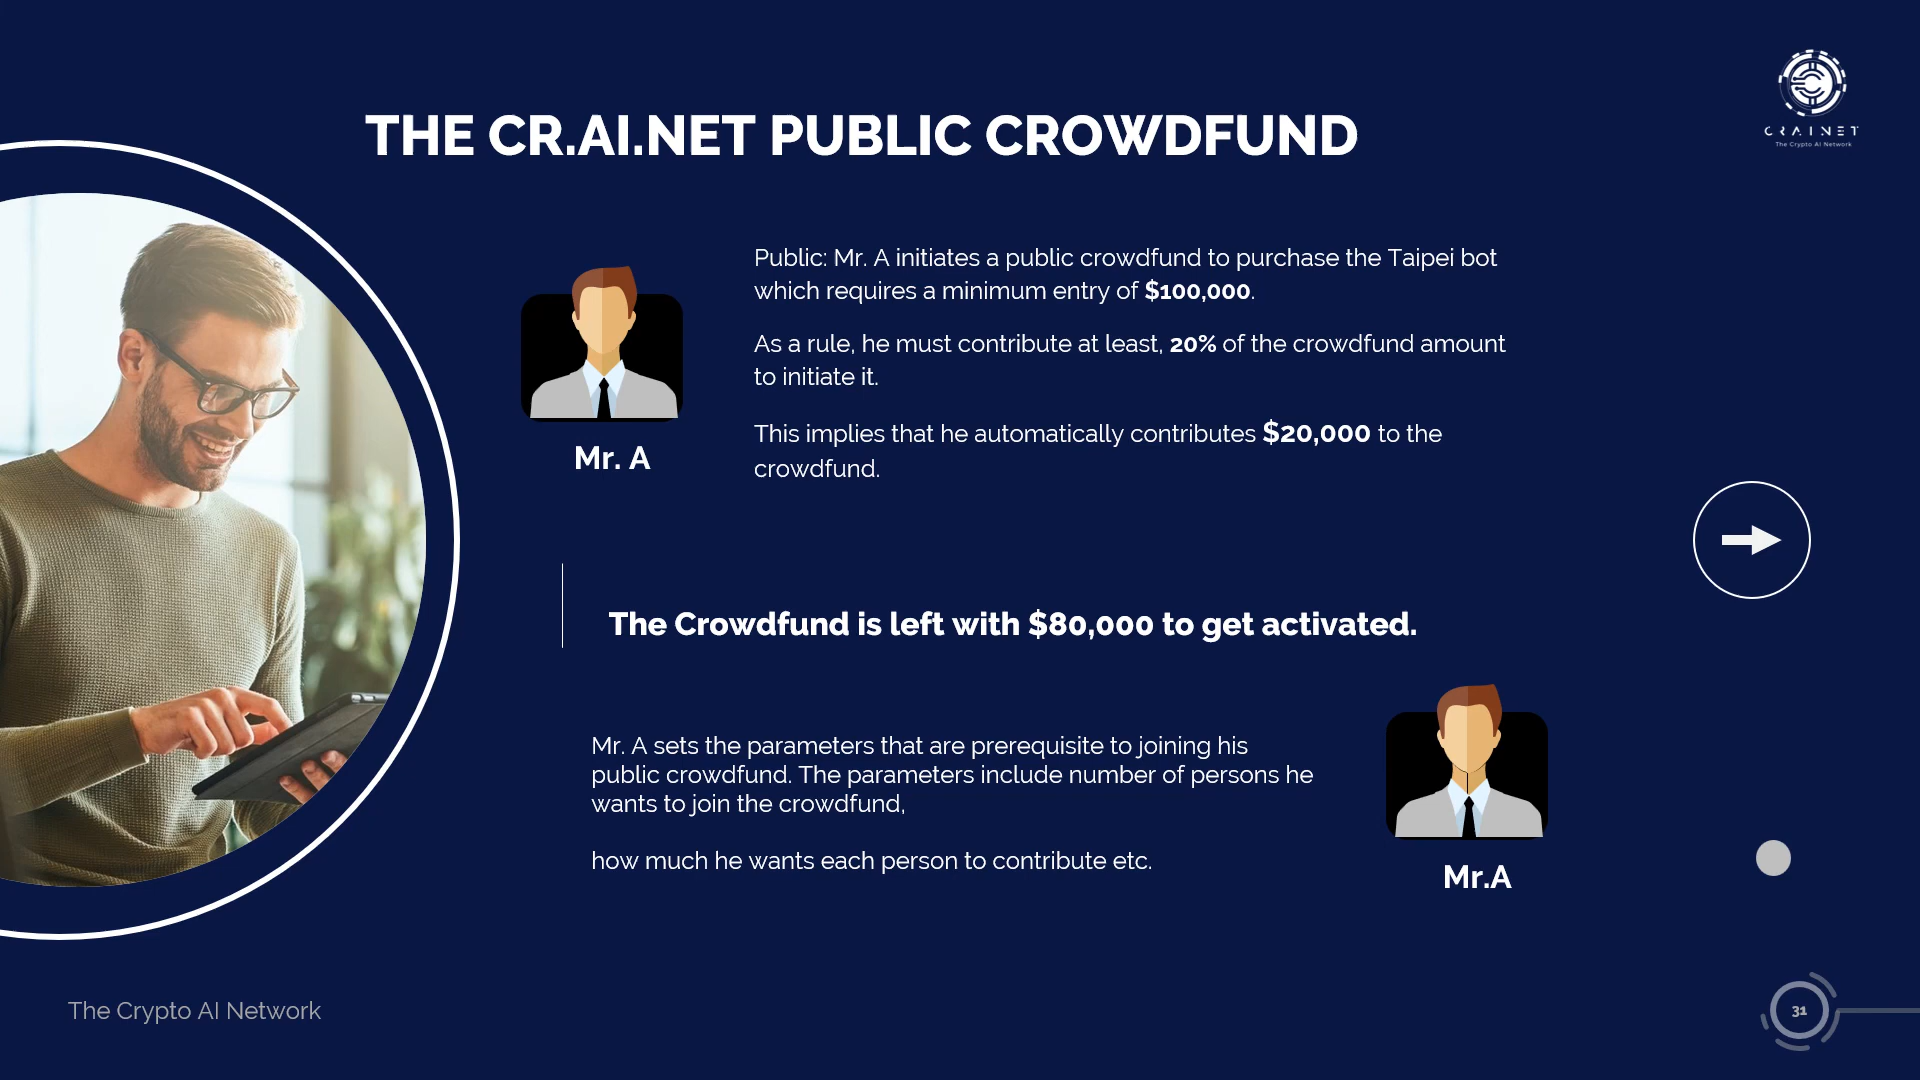 THE CR.AI.NET PUBLIC CROWDFUND
CRAINET
The Crypto AI Network
Public: Mr. A initiates a public crowdfund to purchase the Taipei bot
which requires a minimum entry of $100,000.
As a rule, he must contribute at least, 20% of the crowdfund amount
to initiate it.
This implies that he automatically contributes $20,000 to the
crowdfund.
Mr. A
The Crowdfund is left with $80,000 to get activated.
Mr. A sets the parameters that are prerequisite to joining his
public crowdfund. The parameters include number of persons he
wants to join the crowdfund,
how much he wants each person to contribute etc.
Mr.A
The Crypto AI Network
31